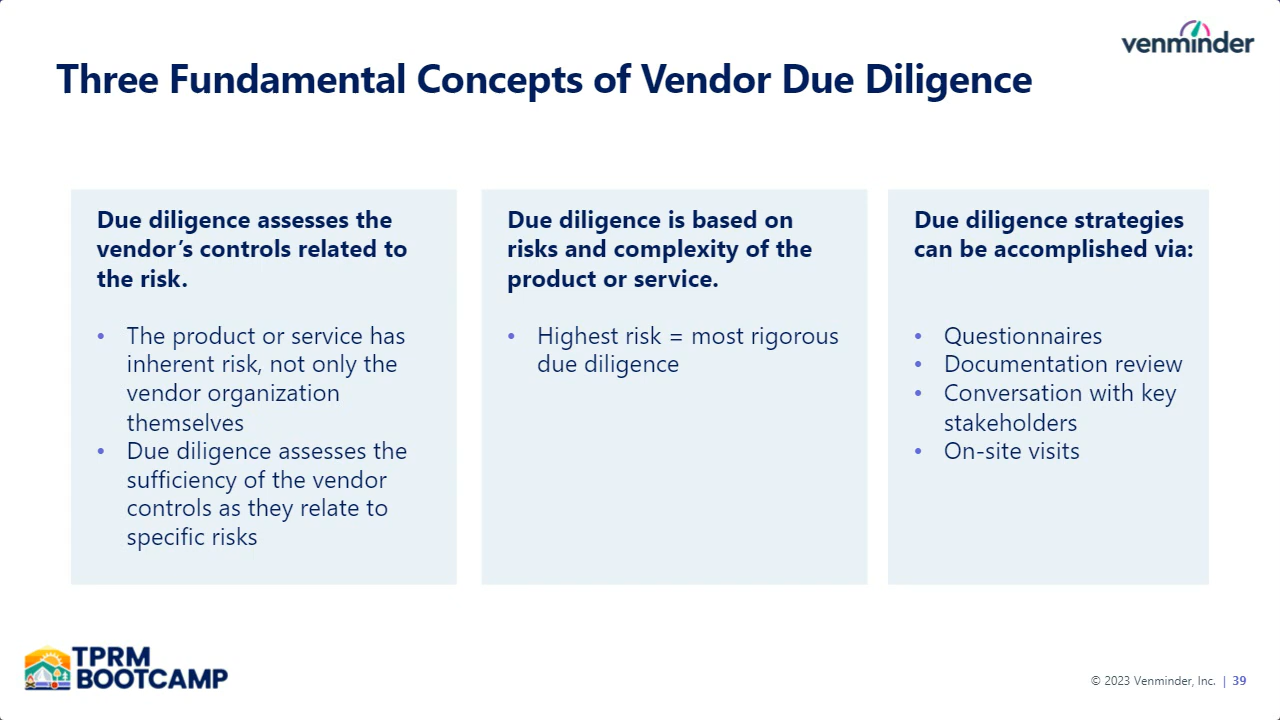 venminder
Three Fundamental Concepts of Vendor Due Diligence
Due diligence assesses the
vendor’s controls related to
the risk.
• The product or service has
inherent risk, not only the
vendor organization
themselves
• Due diligence assesses the
sufficiency of the vendor
controls as they relate to
specific risks
Due diligence is based on
risks and complexity of the
product or service.
• Highest risk = most rigorous
due diligence
Due diligence strategies
can be accomplished via:
• Questionnaires
• Documentation review
• Conversation with key
stakeholders
• On-site visits
TPRM
BOOTCAMP
© 2023 Venminder, Inc. | 39